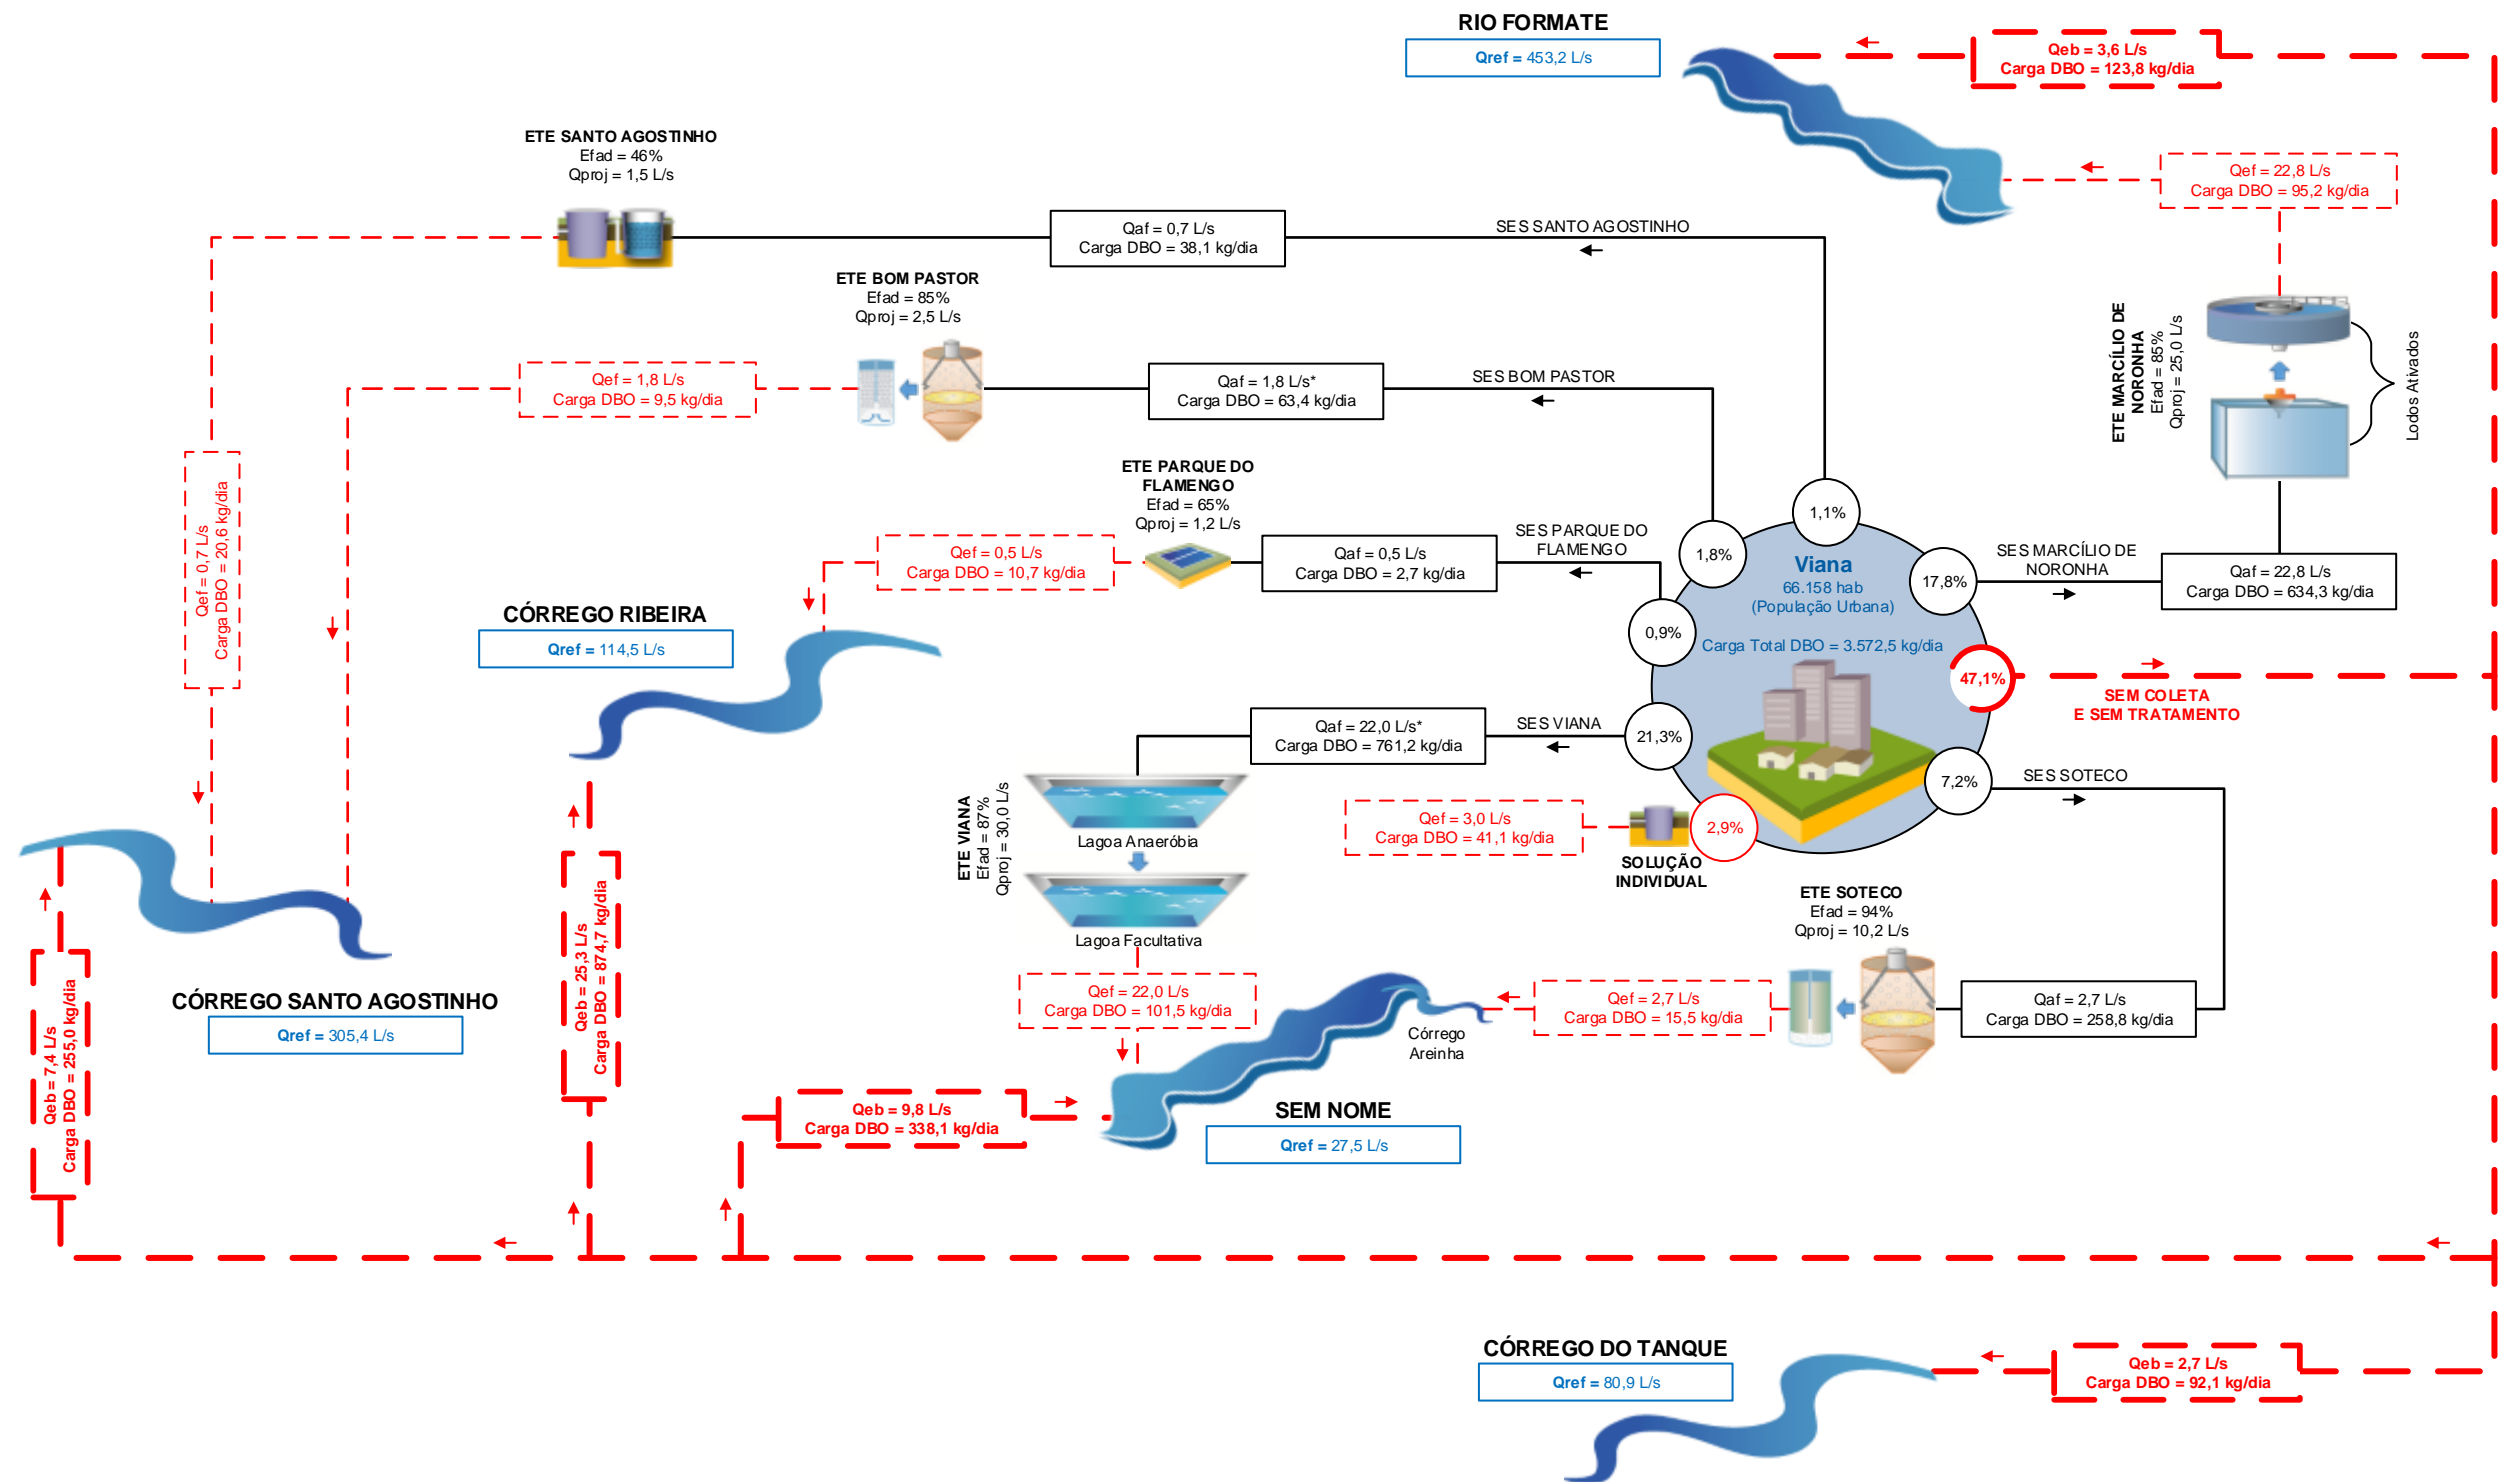 RIO FORMATE
Qref = 453,2 L/s
Qeb = 3,6 L/s
Carga DBO = 123,8 kg/dia
ETE SANTO AGOSTINHO
Efad = 46%
Qproj = 1,5 L/s
Qef = 22,8 L/s
Carga DBO = 95,2 kg/dia
Qaf = 0,7 L/s
Carga DBO = 38,1 kg/dia
SES SANTO AGOSTINHO
ETE BOM PASTOR
Efad = 85%
Qproj = 2,5 L/s
ETE MARCÍLIO DE
NORONHA
Efad = 85%
Qproj = 25,0 L/s
Lodos Ativados
Qef = 1,8 L/s
Carga DBO = 9,5 kg/dia
Qaf = 1,8 L/s*
Carga DBO = 63,4 kg/dia
SES BOM PASTOR
ETE PARQUE DO
FLAMENGO
Efad = 65%
Qproj = 1,2 L/s
Qef = 0,7 L/s
Carga DBO = 20,6 kg/dia
Qef = 0,5 L/s
Carga DBO = 10,7 kg/dia
Qaf = 0,5 L/s
Carga DBO = 2,7 kg/dia
SES PARQUE DO
FLAMENGO
1,1%
1,8%
17,8%
0,9%
Viana
66.158 hab
(População Urbana)
Carga Total DBO = 3.572,5 kg/dia
SES MARCÍLIO DE
NORONHA
Qaf = 22,8 L/s
Carga DBO = 634,3 kg/dia
CÓRREGO RIBEIRA
Qref = 114,5 L/s
47,1%
SEM COLETA
E SEM TRATAMENTO
Qaf = 22,0 L/s*
Carga DBO = 761,2 kg/dia
SES VIANA
21,3%
7,2%
SES SOTECO
ETE VIANA
Efad = 87%
Qproj = 30,0 L/s
Lagoa Anaeróbia
Lagoa Facultativa
Qef = 3,0 L/s
Carga DBO = 41,1 kg/dia
2,9%
SOLUÇÃO
INDIVIDUAL
ETE SOTECO
Efad = 94%
Qproj = 10,2 L/s
Qeb = 25,3 L/s
Carga DBO = 874,7 kg/dia
CÓRREGO SANTO AGOSTINHO
Qref = 305,4 L/s
Qeb = 7,4 L/s
Carga DBO = 255,0 kg/dia
Qef = 22,0 L/s
Carga DBO = 101,5 kg/dia
Córrego
Areinha
Qef = 2,7 L/s
Carga DBO = 15,5 kg/dia
Qaf = 2,7 L/s
Carga DBO = 258,8 kg/dia
Qeb = 9,8 L/s
Carga DBO = 338,1 kg/dia
SEM NOME
Qref = 27,5 L/s
CÓRREGO DO TANQUE
Qref = 80,9 L/s
Qeb = 2,7 L/s
Carga DBO = 92,1 kg/dia